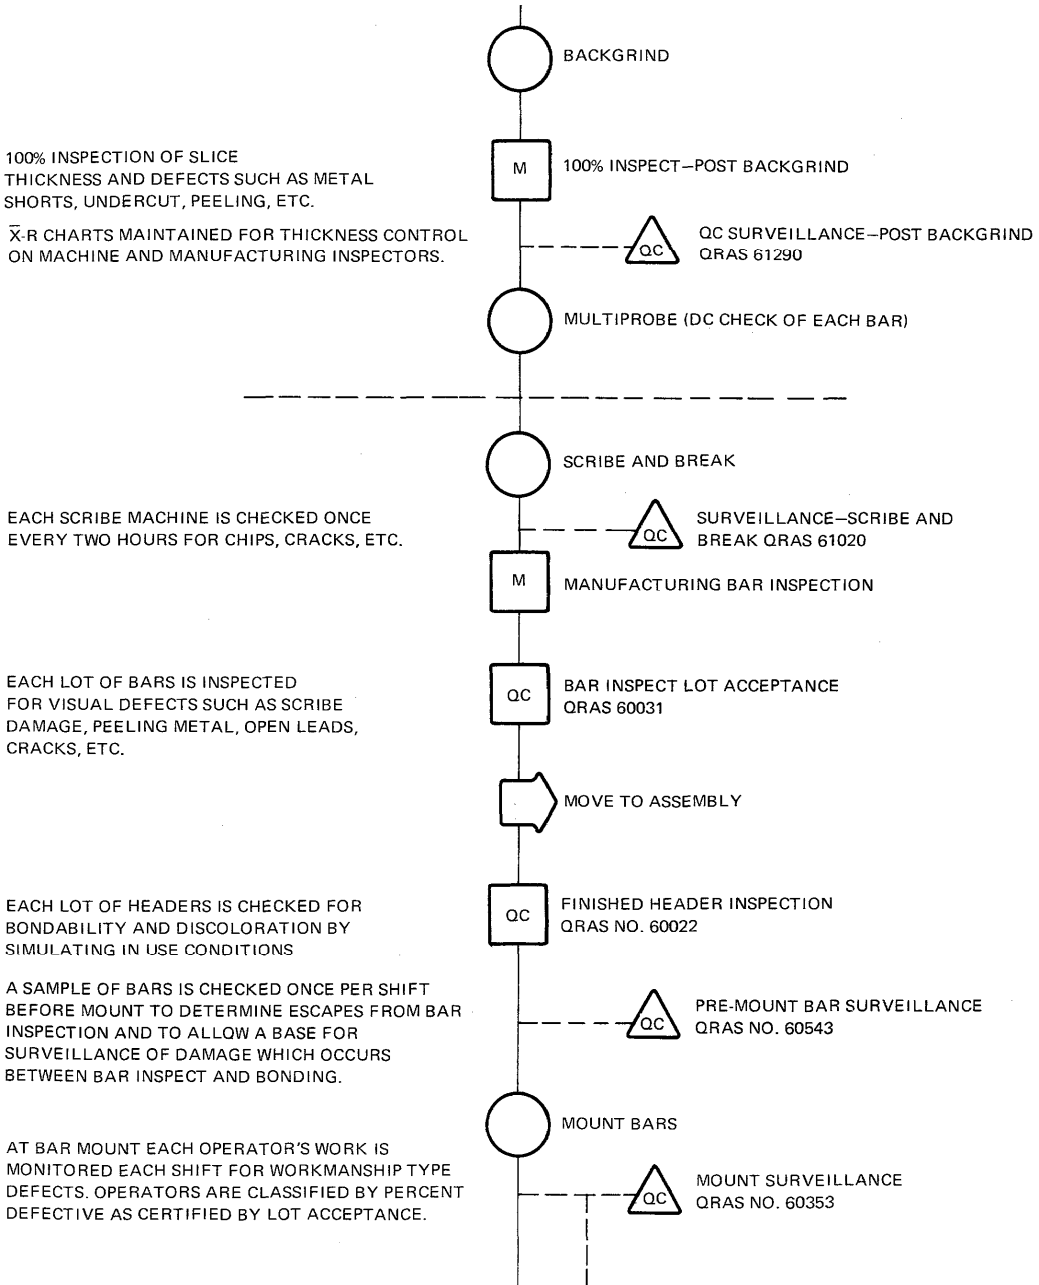 BACKGRIND
100% INSPECTION OF SLICE
THICKNESS AND DEFECTS SUCH AS METAL
SHORTS, UNDERCUT, PEELING, ETC.
M
100% INSPECT–POST BACKGRIND
X̄-R CHARTS MAINTAINED FOR THICKNESS CONTROL
ON MACHINE AND MANUFACTURING INSPECTORS.
QC
QC SURVEILLANCE–POST BACKGRIND
QRAS 61290
MULTIPROBE (DC CHECK OF EACH BAR)
SCRIBE AND BREAK
EACH SCRIBE MACHINE IS CHECKED ONCE
EVERY TWO HOURS FOR CHIPS, CRACKS, ETC.
QC
SURVEILLANCE–SCRIBE AND
BREAK QRAS 61020
M
MANUFACTURING BAR INSPECTION
EACH LOT OF BARS IS INSPECTED
FOR VISUAL DEFECTS SUCH AS SCRIBE
DAMAGE, PEELING METAL, OPEN LEADS,
CRACKS, ETC.
QC
BAR INSPECT LOT ACCEPTANCE
QRAS 60031
MOVE TO ASSEMBLY
EACH LOT OF HEADERS IS CHECKED FOR
BONDABILITY AND DISCOLORATION BY
SIMULATING IN USE CONDITIONS
QC
FINISHED HEADER INSPECTION
QRAS NO. 60022
A SAMPLE OF BARS IS CHECKED ONCE PER SHIFT
BEFORE MOUNT TO DETERMINE ESCAPES FROM BAR
INSPECTION AND TO ALLOW A BASE FOR
SURVEILLANCE OF DAMAGE WHICH OCCURS
BETWEEN BAR INSPECT AND BONDING.
QC
PRE-MOUNT BAR SURVEILLANCE
QRAS NO. 60543
MOUNT BARS
AT BAR MOUNT EACH OPERATOR'S WORK IS
MONITORED EACH SHIFT FOR WORKMANSHIP TYPE
DEFECTS. OPERATORS ARE CLASSIFIED BY PERCENT
DEFECTIVE AS CERTIFIED BY LOT ACCEPTANCE.
QC
MOUNT SURVEILLANCE
QRAS NO. 60353